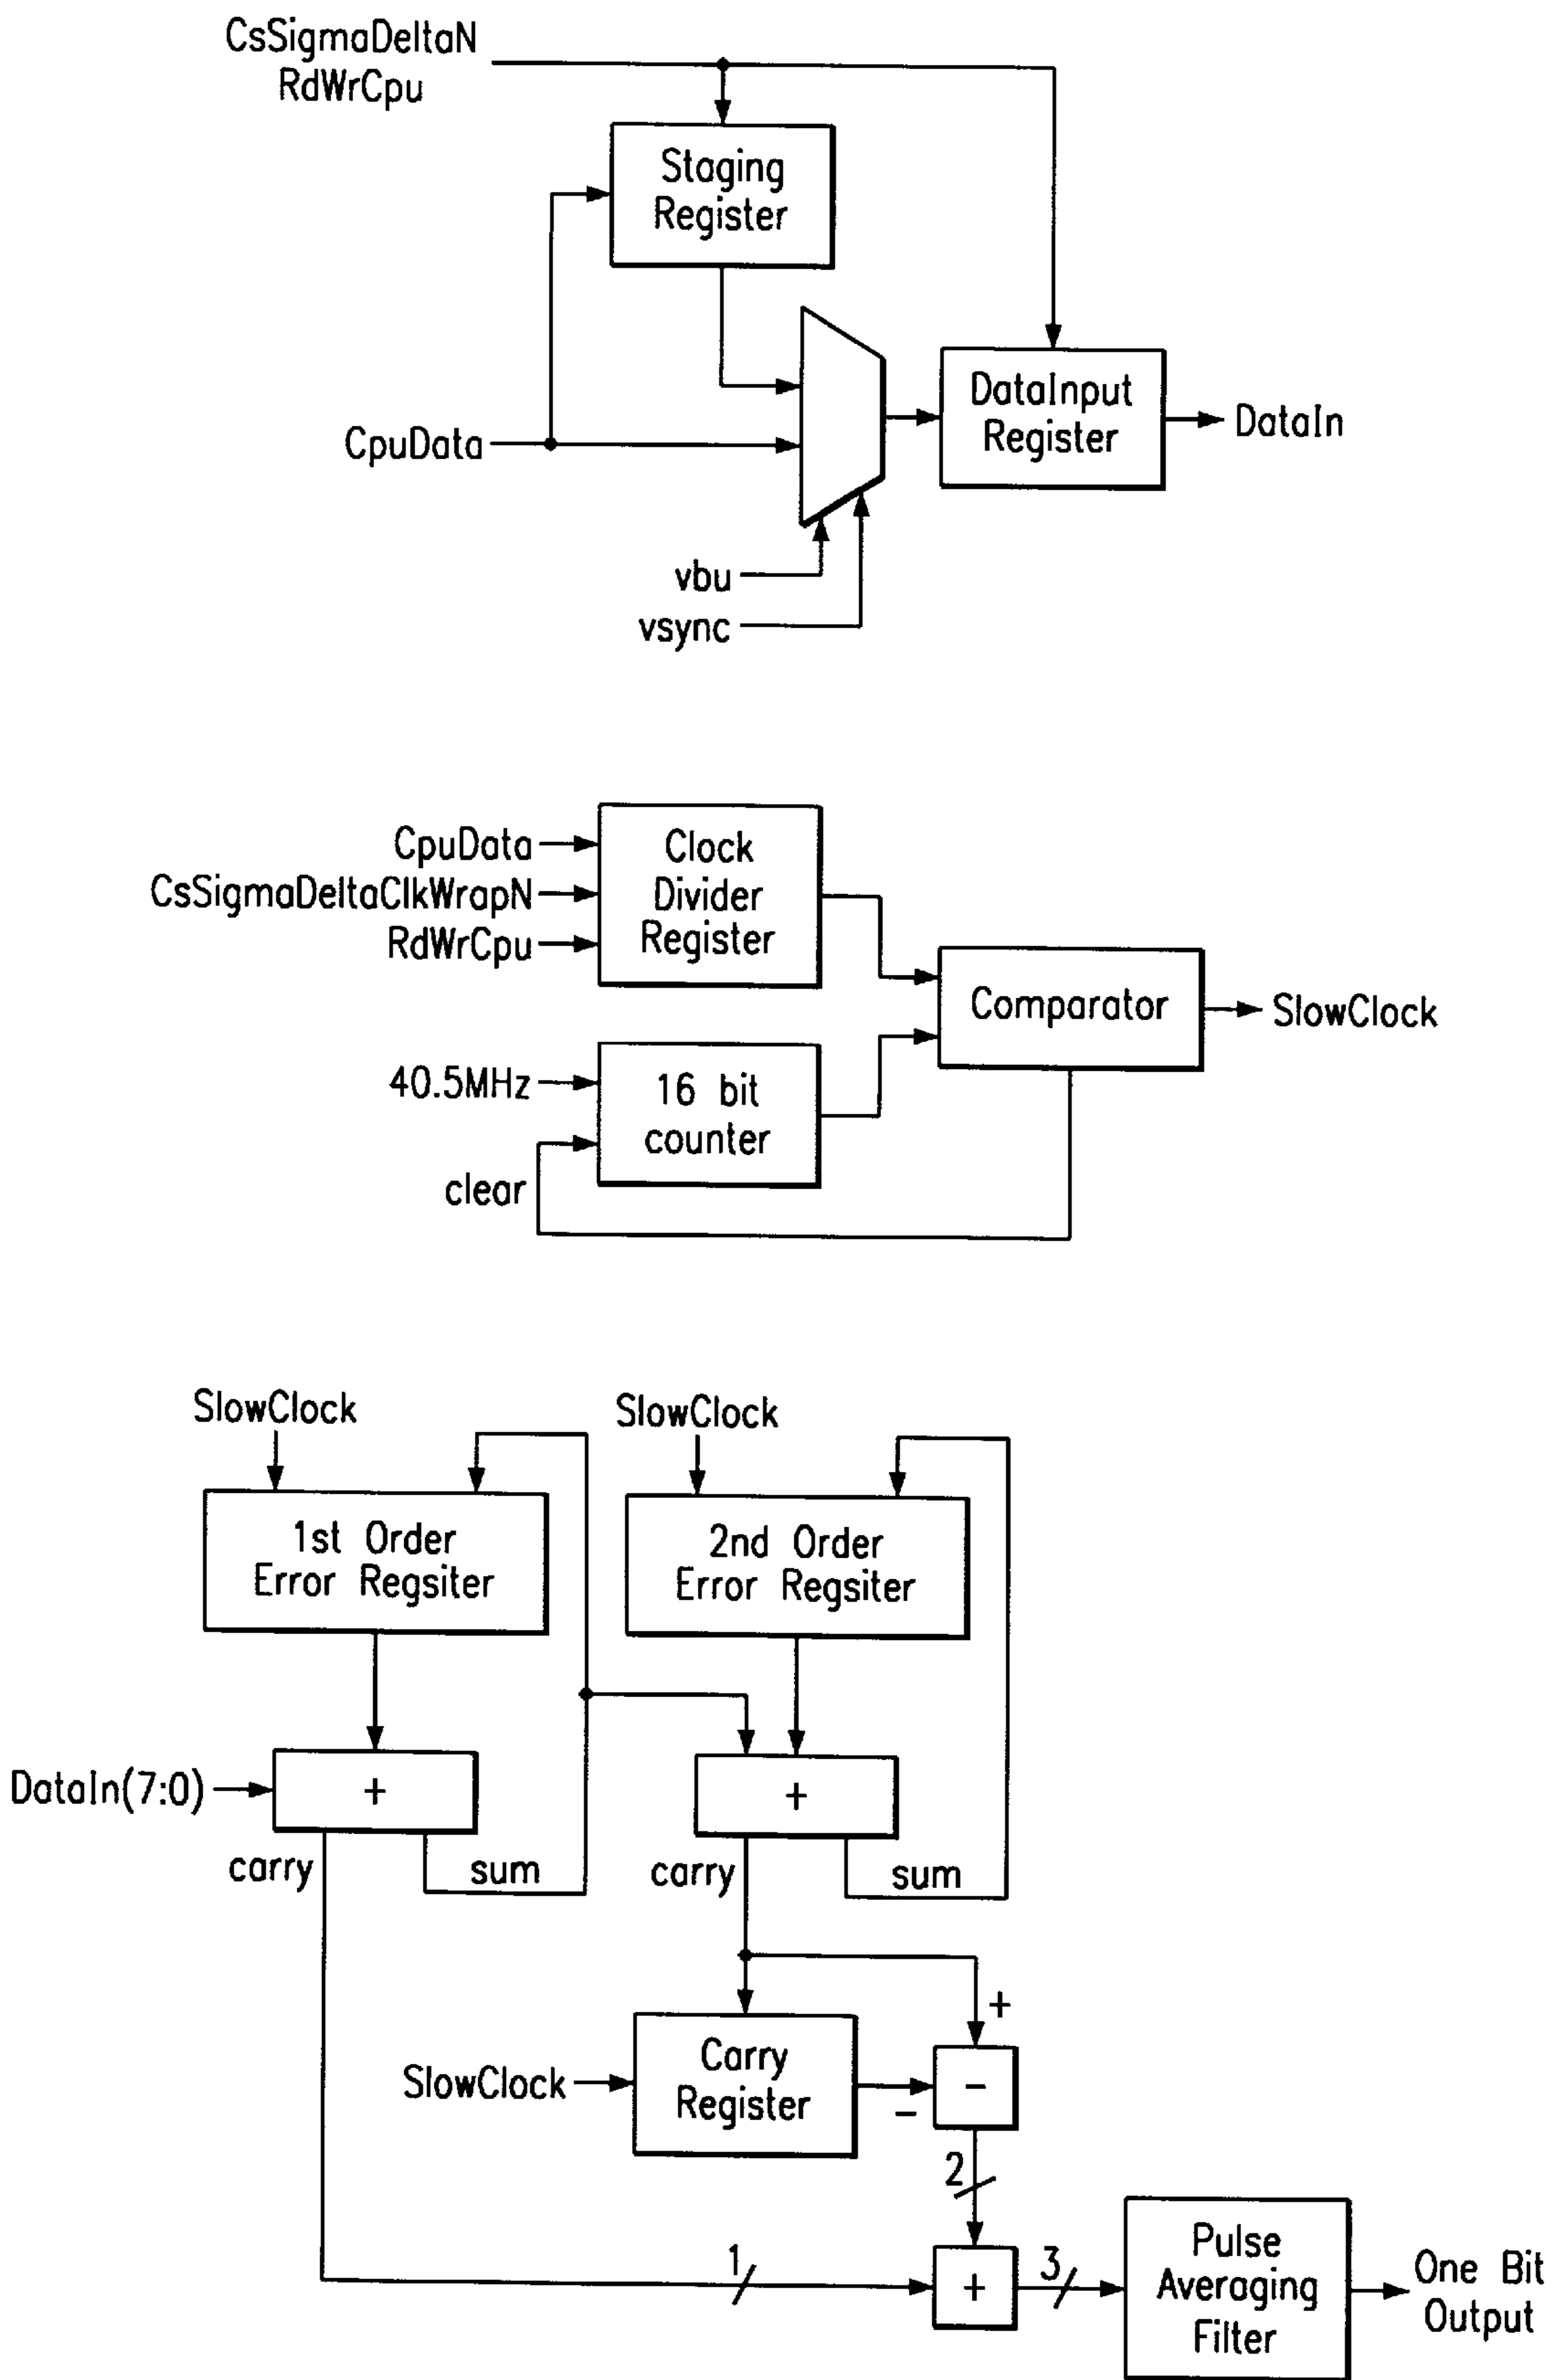 CsSigmaDeltaN
RdWrCpu
Staging
Register
CpuData
DataInput
Register
DataIn
vbu
vsync
CpuData
CsSigmaDeltaClkWrapN
RdWrCpu
Clock
Divider
Register
Comparator
SlowClock
40.5MHz
16 bit
counter
clear
SlowClock
SlowClock
1st Order
Error Regsiter
2nd Order
Error Regsiter
DataIn(7:0)
+
+
carry
sum
carry
sum
+
SlowClock
Carry
Register
-
-
2
1
+
3
Pulse
Averaging
Filter
One Bit
Output